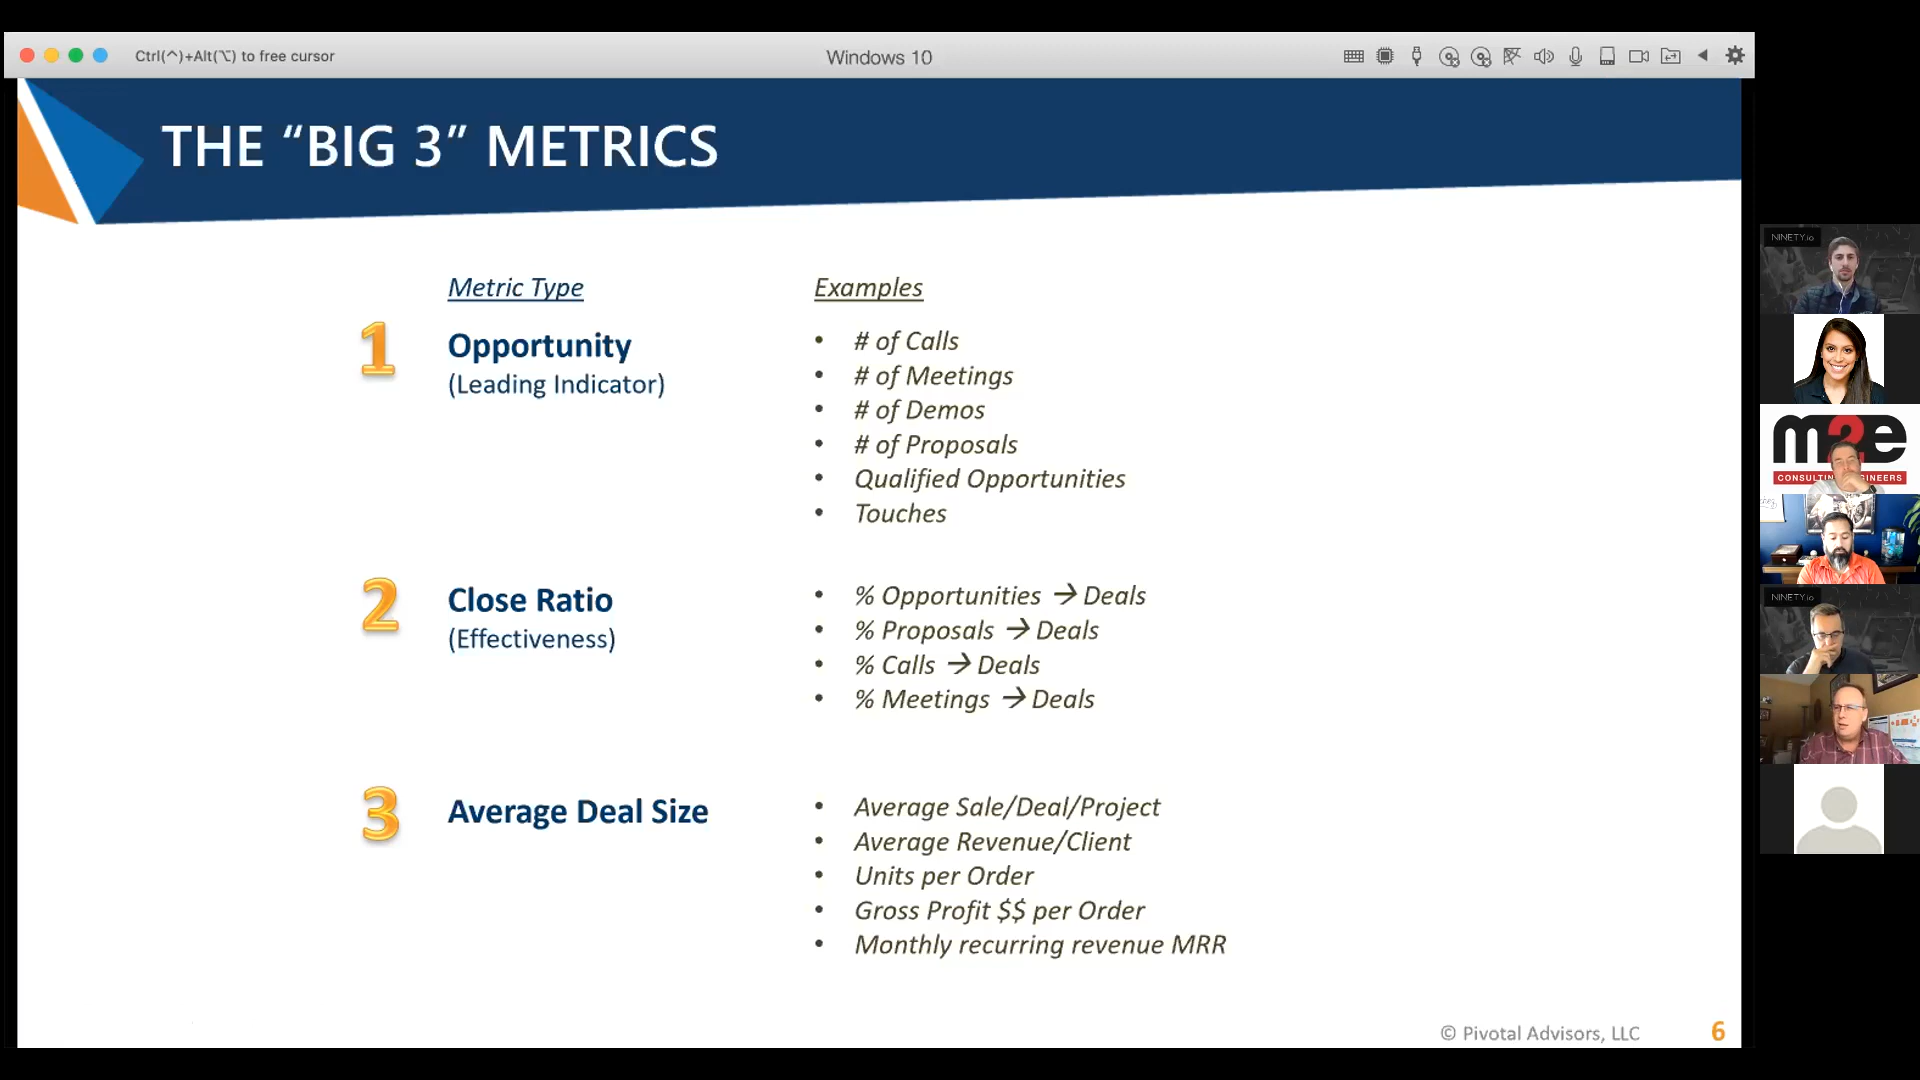 Ctrl(^)+Alt(⌥) to free cursor
Windows 10
THE “BIG 3” METRICS
Metric Type
Examples
1
Opportunity
(Leading Indicator)
• # of Calls
• # of Meetings
• # of Demos
• # of Proposals
• Qualified Opportunities
• Touches
2
Close Ratio
(Effectiveness)
• % Opportunities → Deals
• % Proposals → Deals
• % Calls → Deals
• % Meetings → Deals
3
Average Deal Size
• Average Sale/Deal/Project
• Average Revenue/Client
• Units per Order
• Gross Profit $$ per Order
• Monthly recurring revenue MRR
© Pivotal Advisors, LLC
6
NINETY.io
m2e
NINETY.io